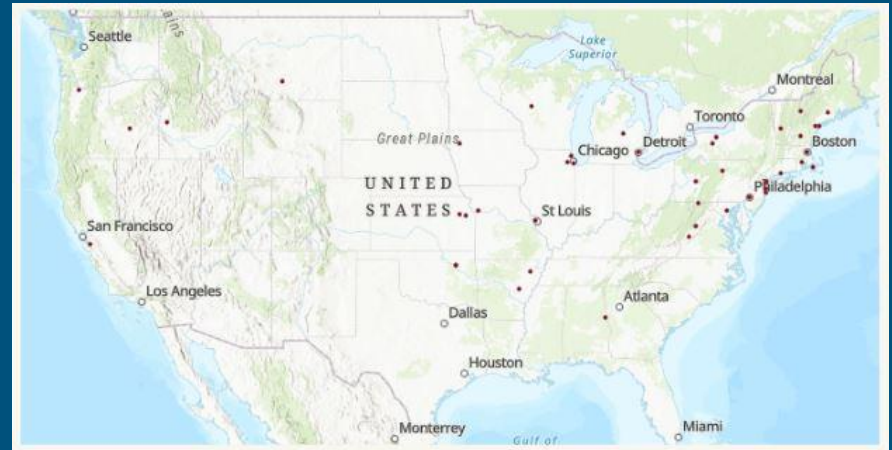 Seattle
Lake
Superior
Montreal
Toronto
Great Plains
Chicago
Detroit
Boston
UNITED
STATES
Philadelphia
St Louis
San Francisco
Los Angeles
Atlanta
Dallas
Houston
Monterrey
Gulf of
Miami